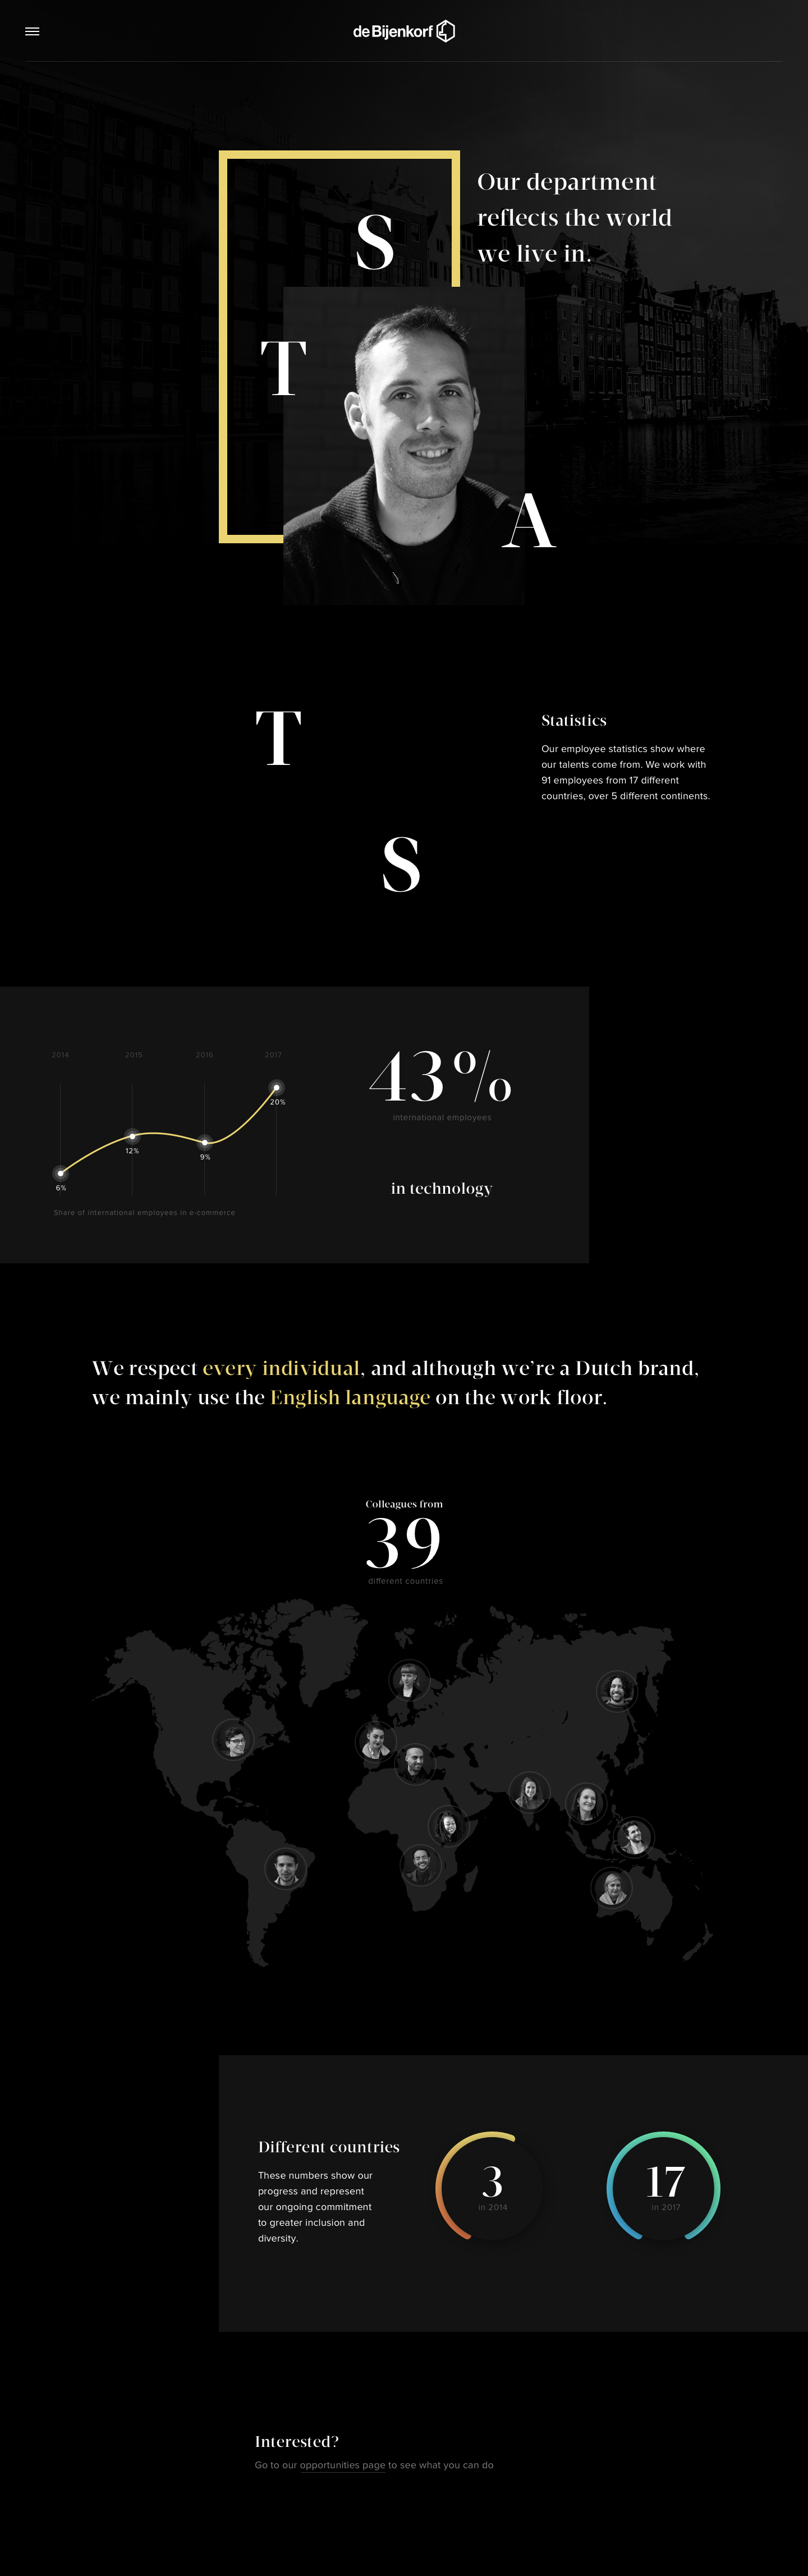 de Bijenkorf
Our department
reflects the world
we live in.
S
T
A
T
S
Statistics
Our employee statistics show where
our talents come from. We work with
91 employees from 17 different
countries, over 5 different continents.
2014 2015 2016 2017
20%
12%
9%
6%
Share of international employees in e-commerce
43%
international employees
in technology
We respect every individual, and although we’re a Dutch brand,
we mainly use the English language on the work floor.
Colleagues from
39
different countries
Different countries
These numbers show our
progress and represent
our ongoing commitment
to greater inclusion and
diversity.
3
in 2014
17
in 2017
Interested?
Go to our opportunities page to see what you can do